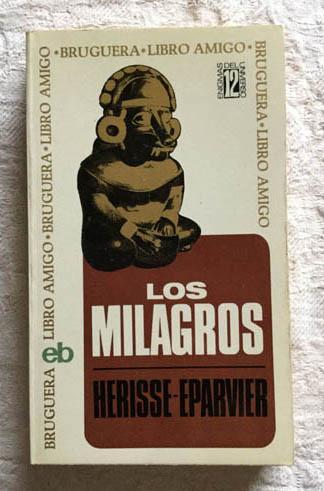 BRUGUERA eb LIBRO AMIGO • BRUGUERA • LIBRO AMIGO
• BRUGUERA • LIBRO AMIGO •
BRUGUERA • LIBRO AMIGO
ENIGMAS
12
DEL UNIVERSO
LOS
MILAGROS
HERISSE-EPARVIER